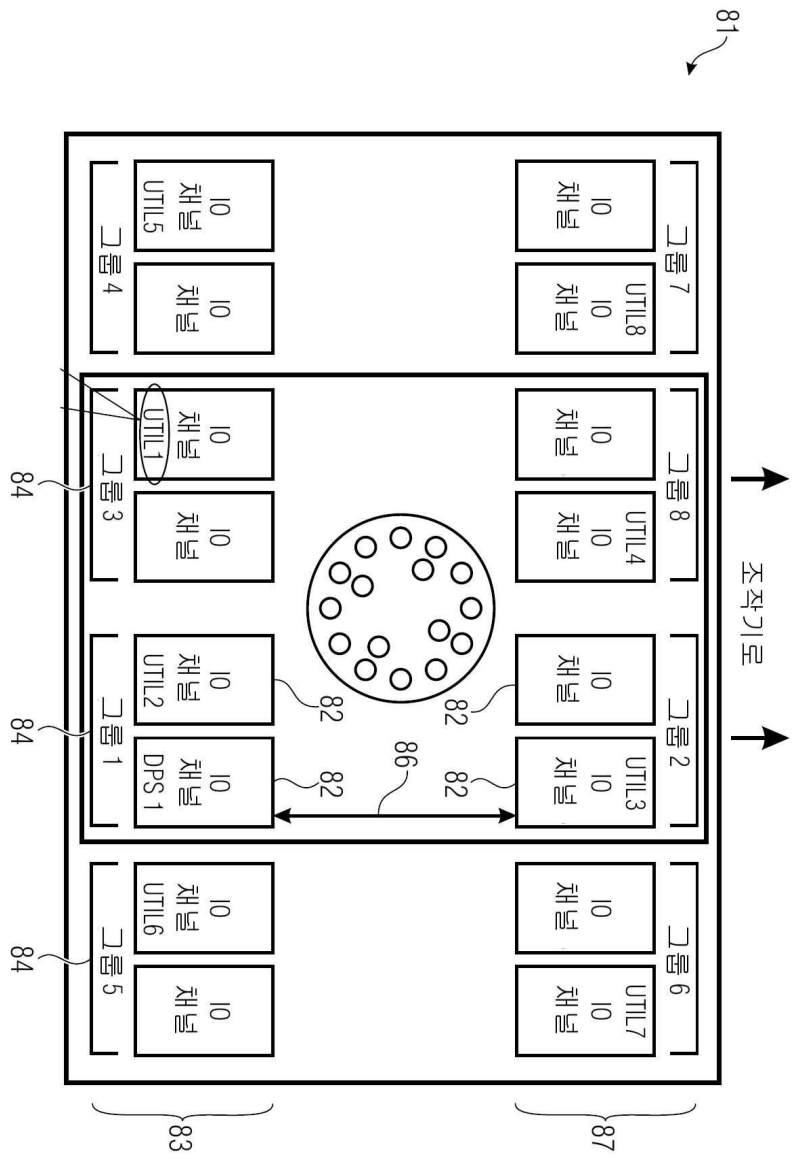 조작기로
81
그룹 7 그룹 8 그룹 2 그룹 6
UTIL8 UTIL4 UTIL3 UTIL7
IO IO IO IO IO IO IO IO
87
채널 채널 채널 채널 채널 채널 채널 채널
82 82
86
82 82
IO IO IO IO IO IO IO IO
채널 채널 채널 채널 채널 채널 채널 채널
83
UTIL5 UTIL1 UTIL2 DPS 1 UTIL6
그룹 4 그룹 3 그룹 1 그룹 5
84 84 84